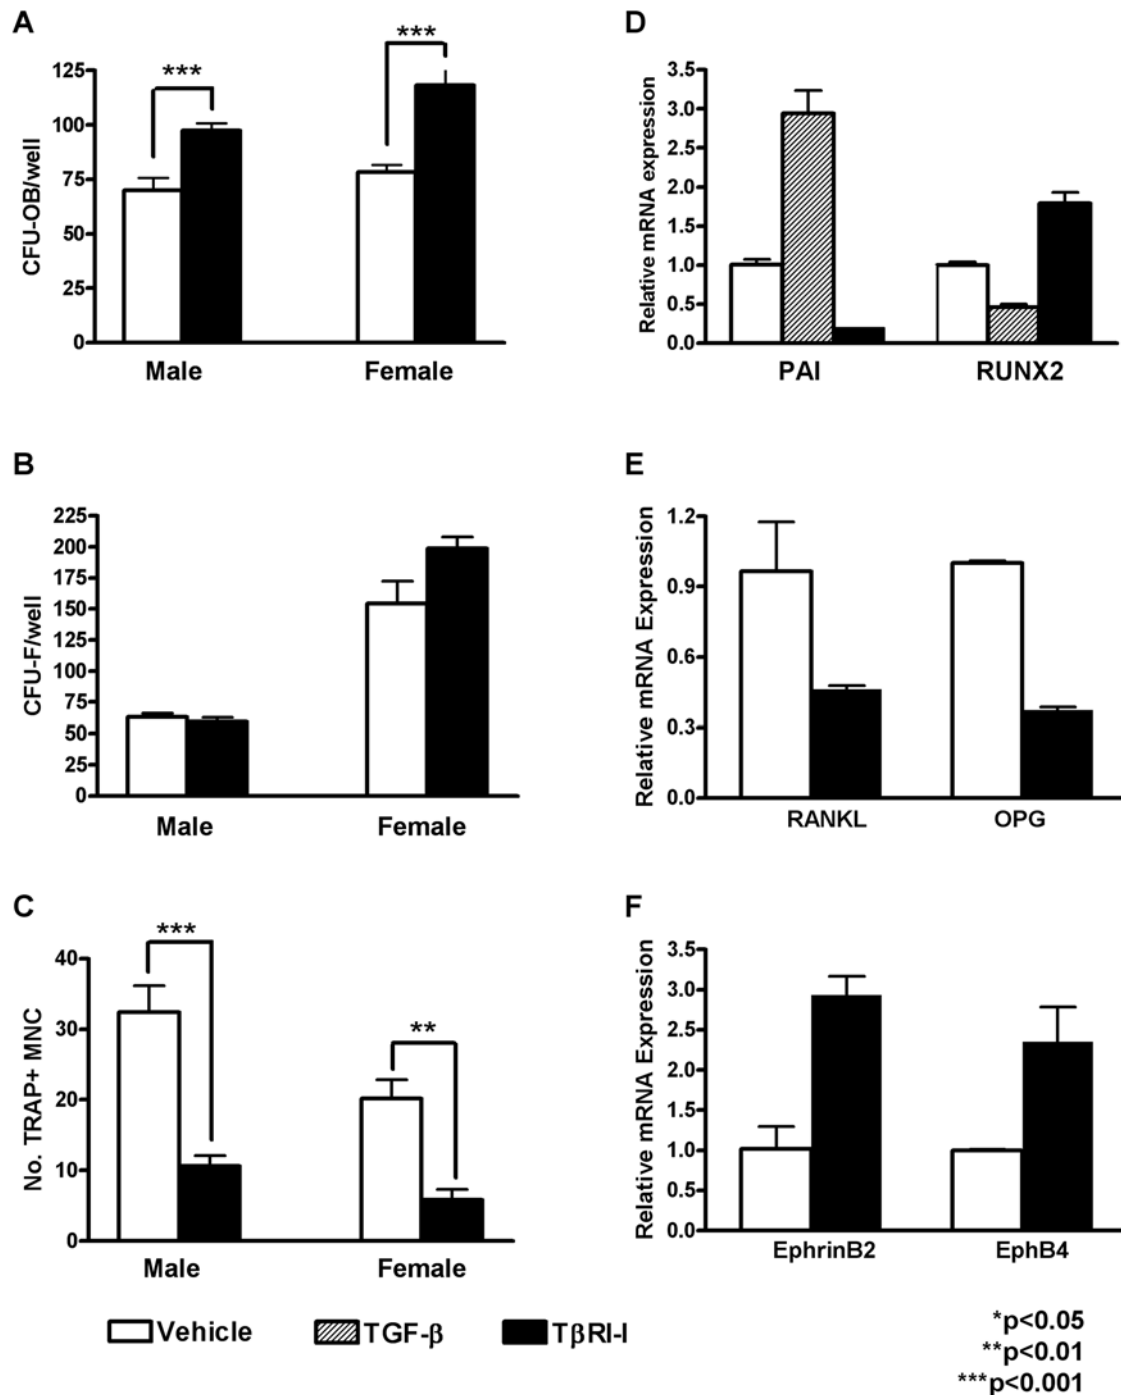 A
***
***
125
100
75
50
25
0
CFU-OB/well
Male
Female
B
225
200
175
150
125
100
75
50
25
0
CFU-F/well
Male
Female
C
***
**
40
30
20
10
0
No. TRAP+ MNC
Male
Female
D
3.5
3.0
2.5
2.0
1.5
1.0
0.5
0.0
Relative mRNA expression
PAI
RUNX2
E
1.2
0.9
0.6
0.3
0.0
Relative mRNA Expression
RANKL
OPG
F
3.5
3.0
2.5
2.0
1.5
1.0
0.5
0.0
Relative mRNA Expression
EphrinB2
EphB4
Vehicle
TGF-β
TβRI-I
*p<0.05
**p<0.01
***p<0.001